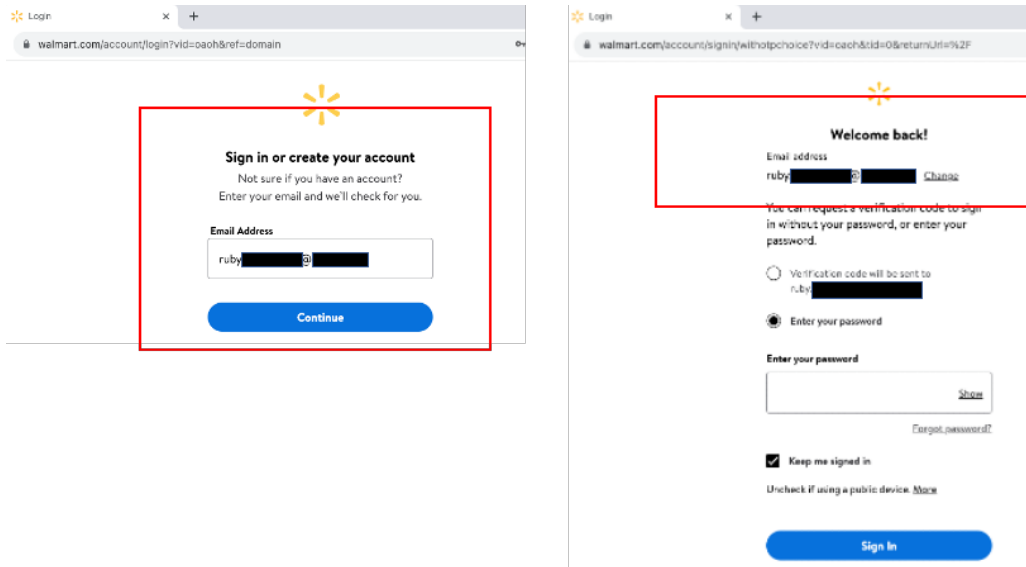 Login
walmart.com/account/login?vid=oaoh&ref=domain
Sign in or create your account
Not sure if you have an account?
Enter your email and we'll check for you.
Email Address
ruby @
Continue
Login
walmart.com/account/signin/withotpchoice?vid=oaoh&tid=0&returnUrl=%2F
Welcome back!
Email address
ruby @ Change
You can request a verification code to sign
in without your password, or enter your
password.
Verification code will be sent to
ruby
Enter your password
Enter your password
Show
Forgot password?
Keep me signed in
Uncheck if using a public device. More
Sign In